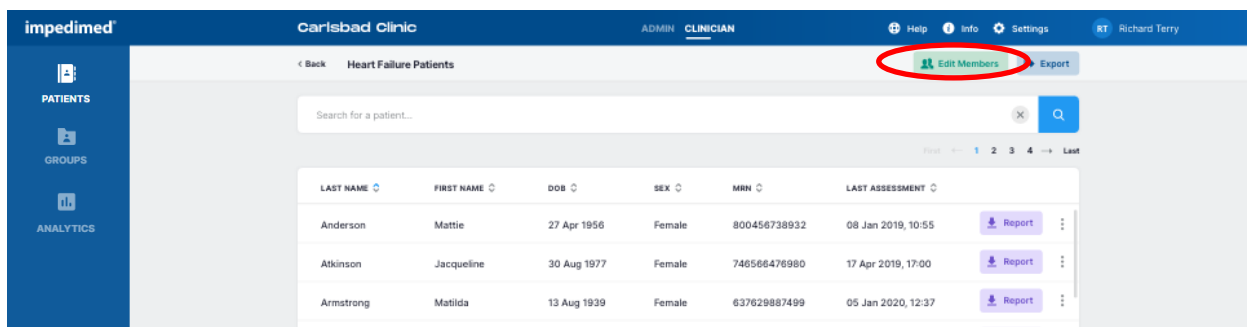 impedimed®
Carlsbad Clinic
ADMIN CLINICIAN
Help Info Settings
RT Richard Terry
PATIENTS
GROUPS
ANALYTICS
< Back Heart Failure Patients
Edit Members Export
Search for a patient...
First ← 1 2 3 4 → Last
LAST NAME FIRST NAME DOB SEX MRN LAST ASSESSMENT
Anderson Mattie 27 Apr 1956 Female 800456738932 08 Jan 2019, 10:55 Report
Atkinson Jacqueline 30 Aug 1977 Female 746566476980 17 Apr 2019, 17:00 Report
Armstrong Matilda 13 Aug 1939 Female 637629887499 05 Jan 2020, 12:37 Report